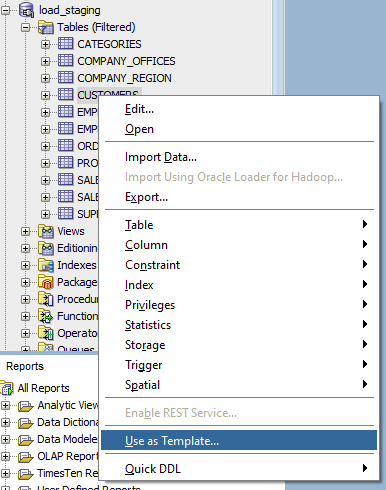 load_staging
Tables (Filtered)
CATEGORIES
COMPANY_OFFICES
COMPANY_REGION
CUSTOMERS
EMP
EMP
ORD
PRO
SALE
SALE
SUPI
Views
Editionin
Indexes
Package
Procedu
Function
Operato
Queues
Reports
All Reports
Analytic View
Data Dictiona
Data Modele
OLAP Report
TimesTen Re
User Defined Reports
Edit...
Open
Import Data...
Import Using Oracle Loader for Hadoop...
Export...
Table
Column
Constraint
Index
Privileges
Statistics
Storage
Trigger
Spatial
Enable REST Service...
Use as Template...
Quick DDL